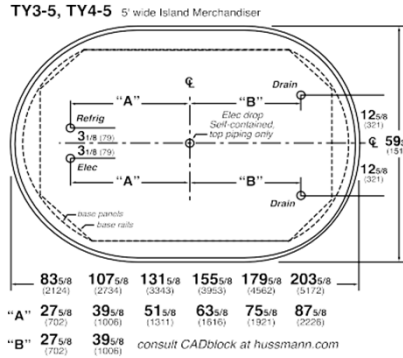 TY3-5, TY4-5 5' wide Island Merchandiser
℄
Drain
"A" "B"
Refrig
Elec drop
Self-contained,
top piping only
12 5/8
(321)
3 1/8 (79)
3 1/8 (79)
℄ 59
(151
Elec
12 5/8
(321)
"A" "B"
Drain
base panels
base rails
83 5/8 107 5/8 131 5/8 155 5/8 179 5/8 203 5/8
(2124) (2734) (3343) (3953) (4562) (5172)
"A" 27 5/8 39 5/8 51 5/8 63 5/8 75 5/8 87 5/8
(702) (1006) (1311) (1616) (1921) (2226)
"B" 27 5/8 39 5/8 consult CADblock at hussmann.com
(702) (1006)